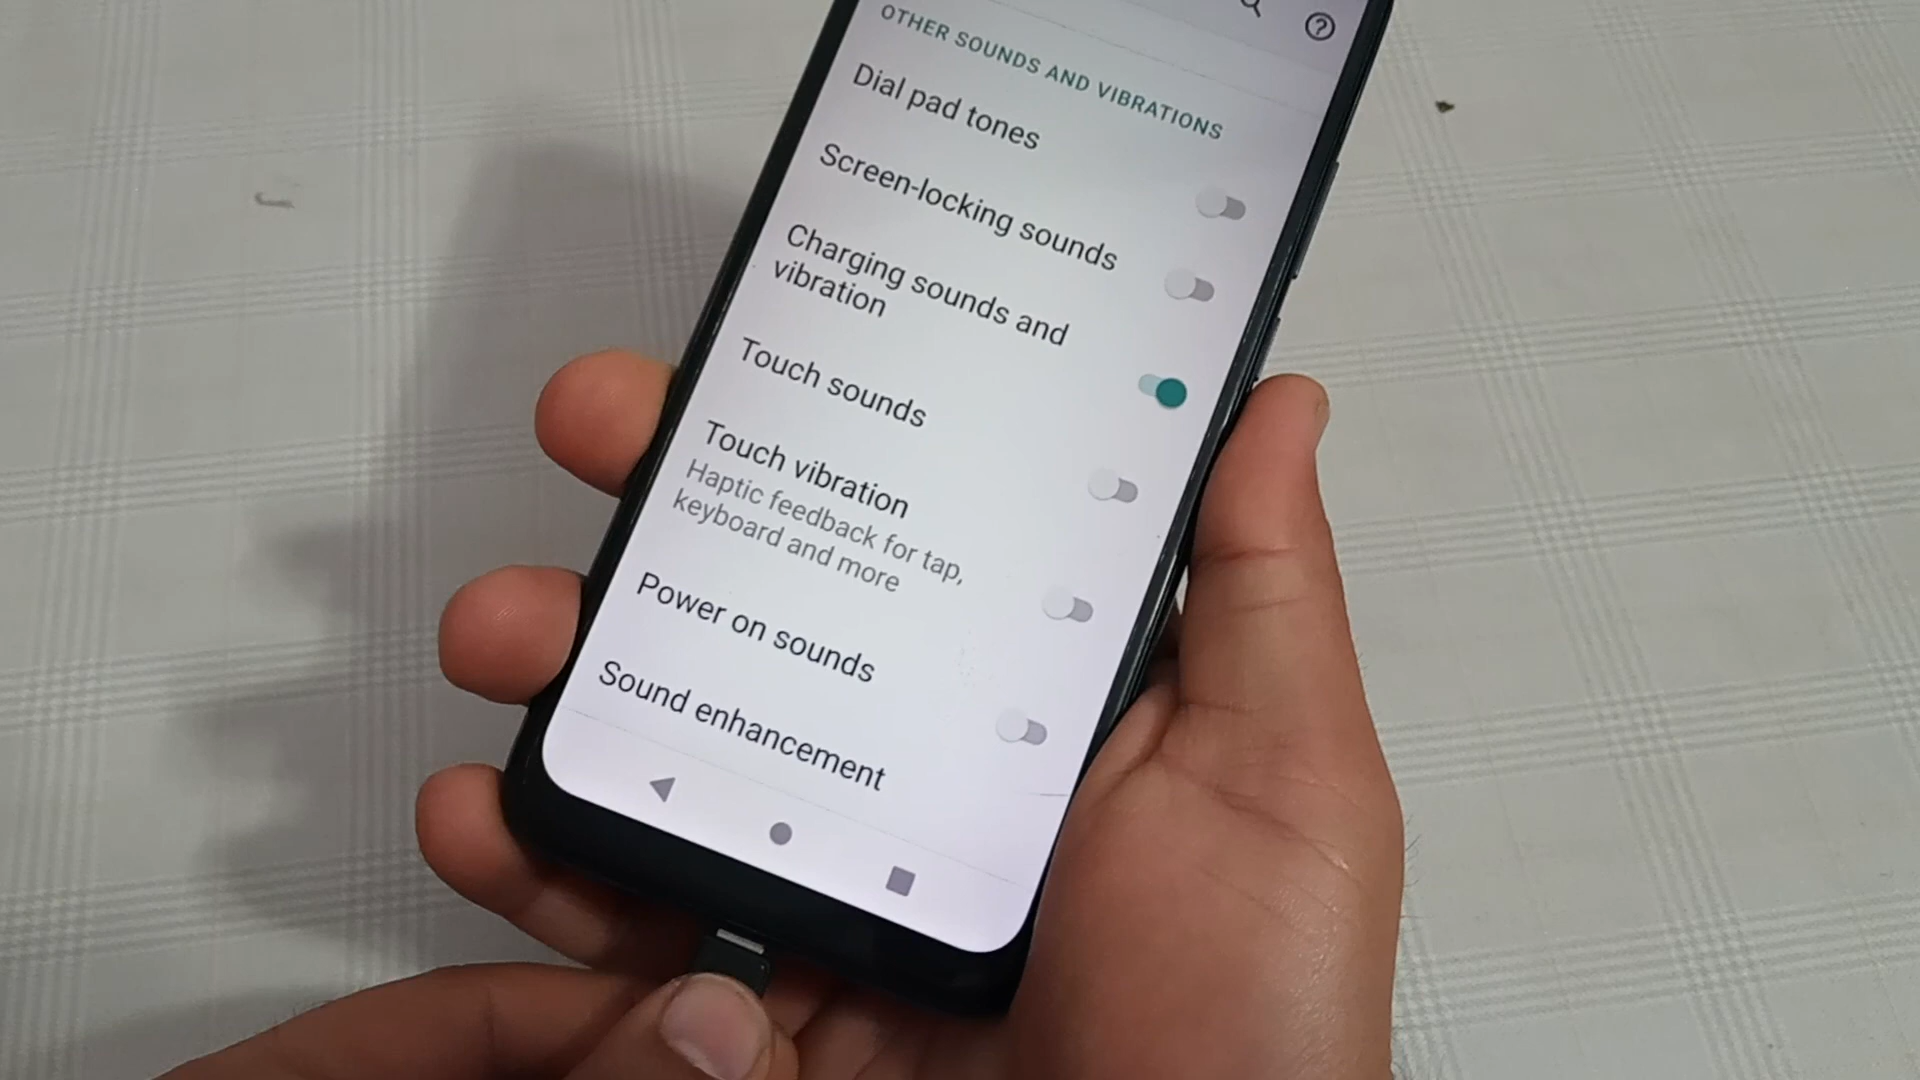 OTHER SOUNDS AND VIBRATIONS
Dial pad tones
Screen-locking sounds
Charging sounds and
vibration
Touch sounds
Touch vibration
Haptic feedback for tap,
keyboard and more
Power on sounds
Sound enhancement